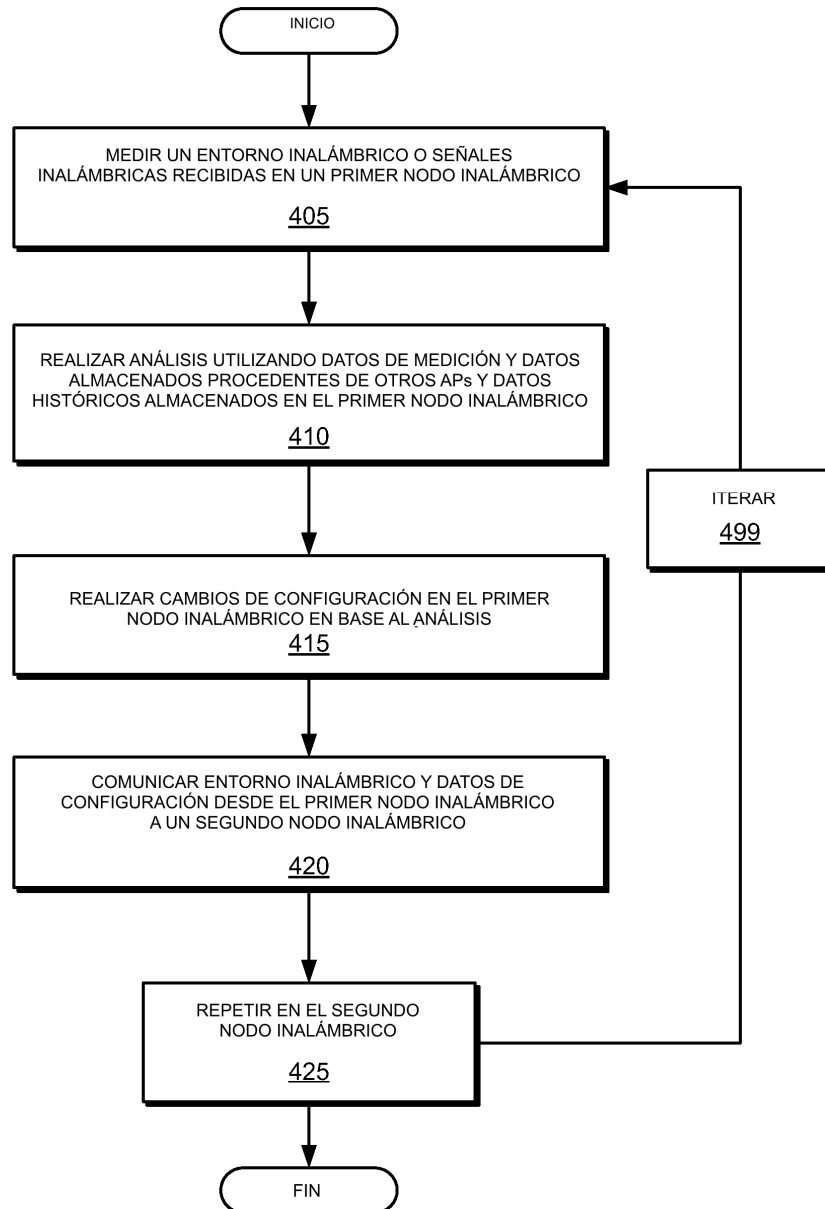 INICIO
MEDIR UN ENTORNO INALÁMBRICO O SEÑALES
INALÁMBRICAS RECIBIDAS EN UN PRIMER NODO INALÁMBRICO
405
REALIZAR ANÁLISIS UTILIZANDO DATOS DE MEDICIÓN Y DATOS
ALMACENADOS PROCEDENTES DE OTROS APs Y DATOS
HISTÓRICOS ALMACENADOS EN EL PRIMER NODO INALÁMBRICO
410
ITERAR
499
REALIZAR CAMBIOS DE CONFIGURACIÓN EN EL PRIMER
NODO INALÁMBRICO EN BASE AL ANÁLISIS
415
COMUNICAR ENTORNO INALÁMBRICO Y DATOS DE
CONFIGURACIÓN DESDE EL PRIMER NODO INALÁMBRICO
A UN SEGUNDO NODO INALÁMBRICO
420
REPETIR EN EL SEGUNDO
NODO INALÁMBRICO
425
FIN